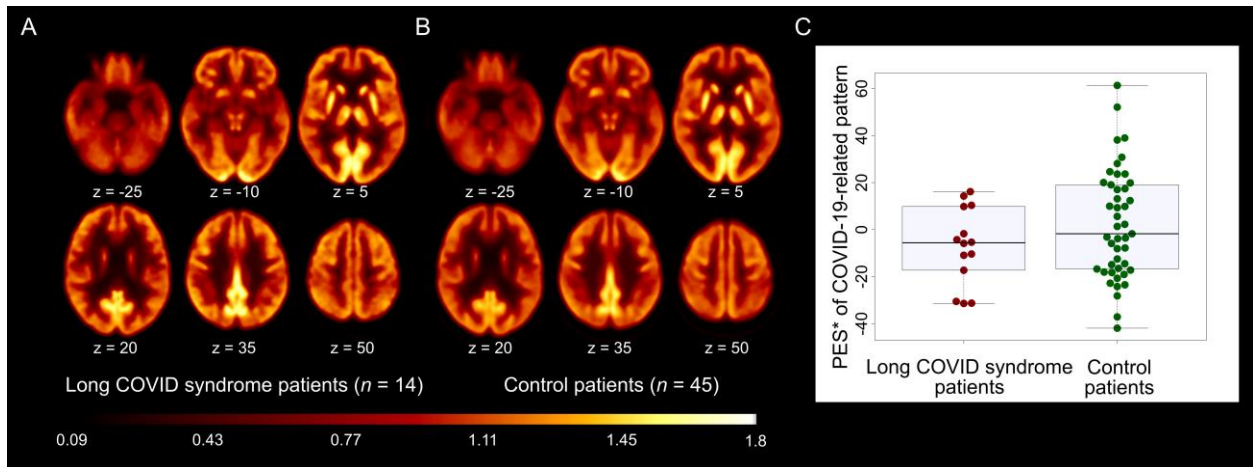 A
B
C
z = -25
z = -10
z = 5
z = -25
z = -10
z = 5
z = 20
z = 35
z = 50
z = 20
z = 35
z = 50
Long COVID syndrome patients (n = 14)
Control patients (n = 45)
0.09
0.43
0.77
1.11
1.45
1.8
PES* of COVID-19-related pattern
60
40
20
0
-20
-40
Long COVID syndrome
patients
Control
patients